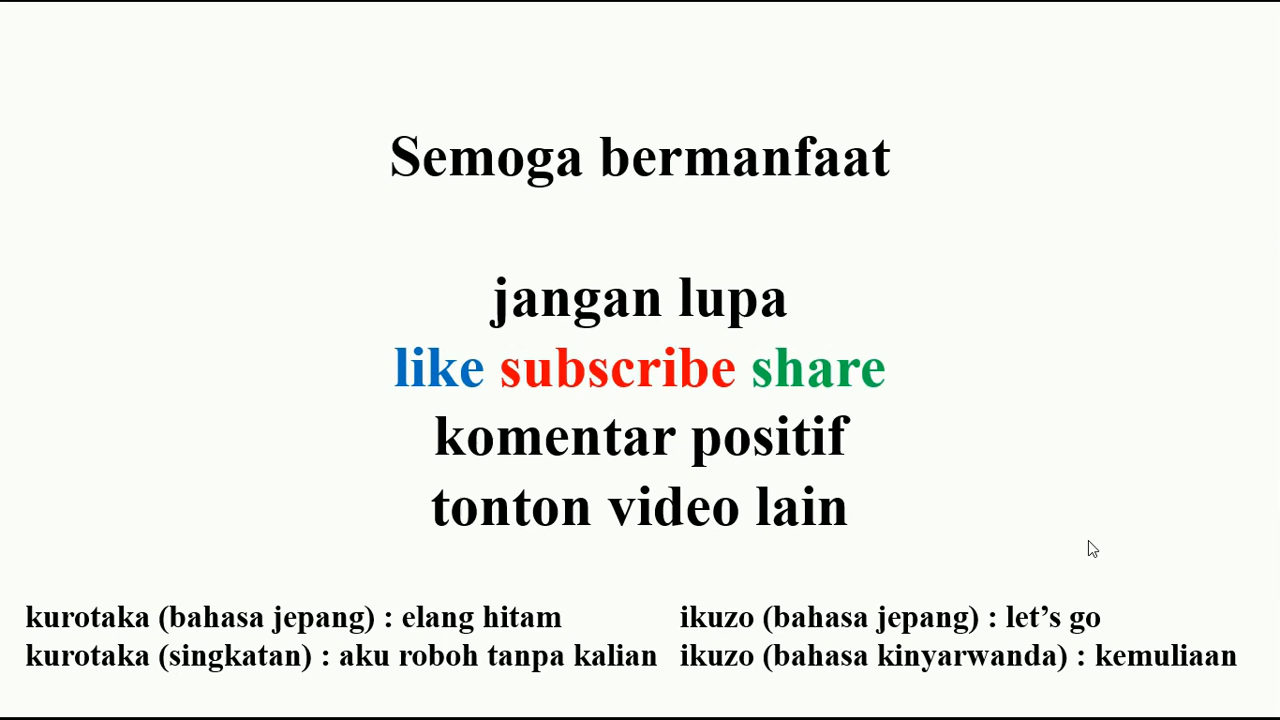 Semoga bermanfaat
jangan lupa
like subscribe share
komentar positif
tonton video lain
kurotaka (bahasa jepang) : elang hitam
kurotaka (singkatan) : aku roboh tanpa kalian
ikuzo (bahasa jepang) : let’s go
ikuzo (bahasa kinyarwanda) : kemuliaan